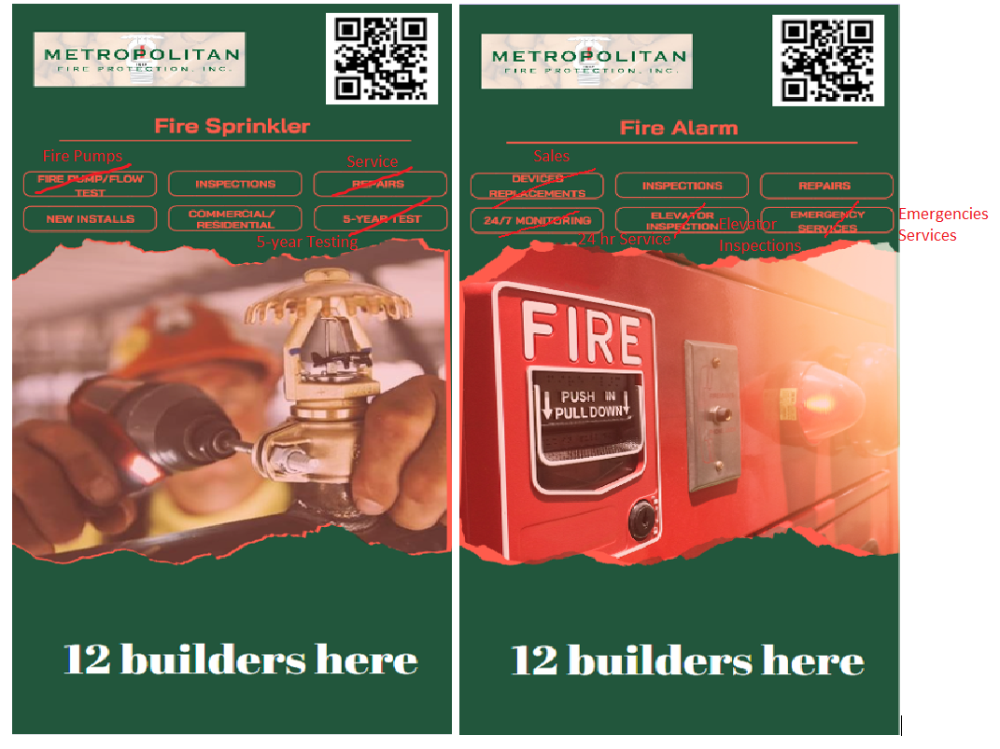 METROPOLITAN
FIRE PROTECTION, INC.
Fire Sprinkler
Fire Pumps
Service
FIRE PUMP/FLOW
TEST
INSPECTIONS
REPAIRS
NEW INSTALLS
COMMERCIAL/
RESIDENTIAL
5-YEAR TEST
5-year Testing
12 builders here
METROPOLITAN
FIRE PROTECTION, INC.
Fire Alarm
Sales
DEVICES
REPLACEMENTS
INSPECTIONS
REPAIRS
24/7 MONITORING
ELEVATOR
INSPECTION
EMERGENCY
SERVICES
24 hr Service
Elevator
Inspections
Emergencies
Services
FIRE
PUSH IN
PULL DOWN
12 builders here